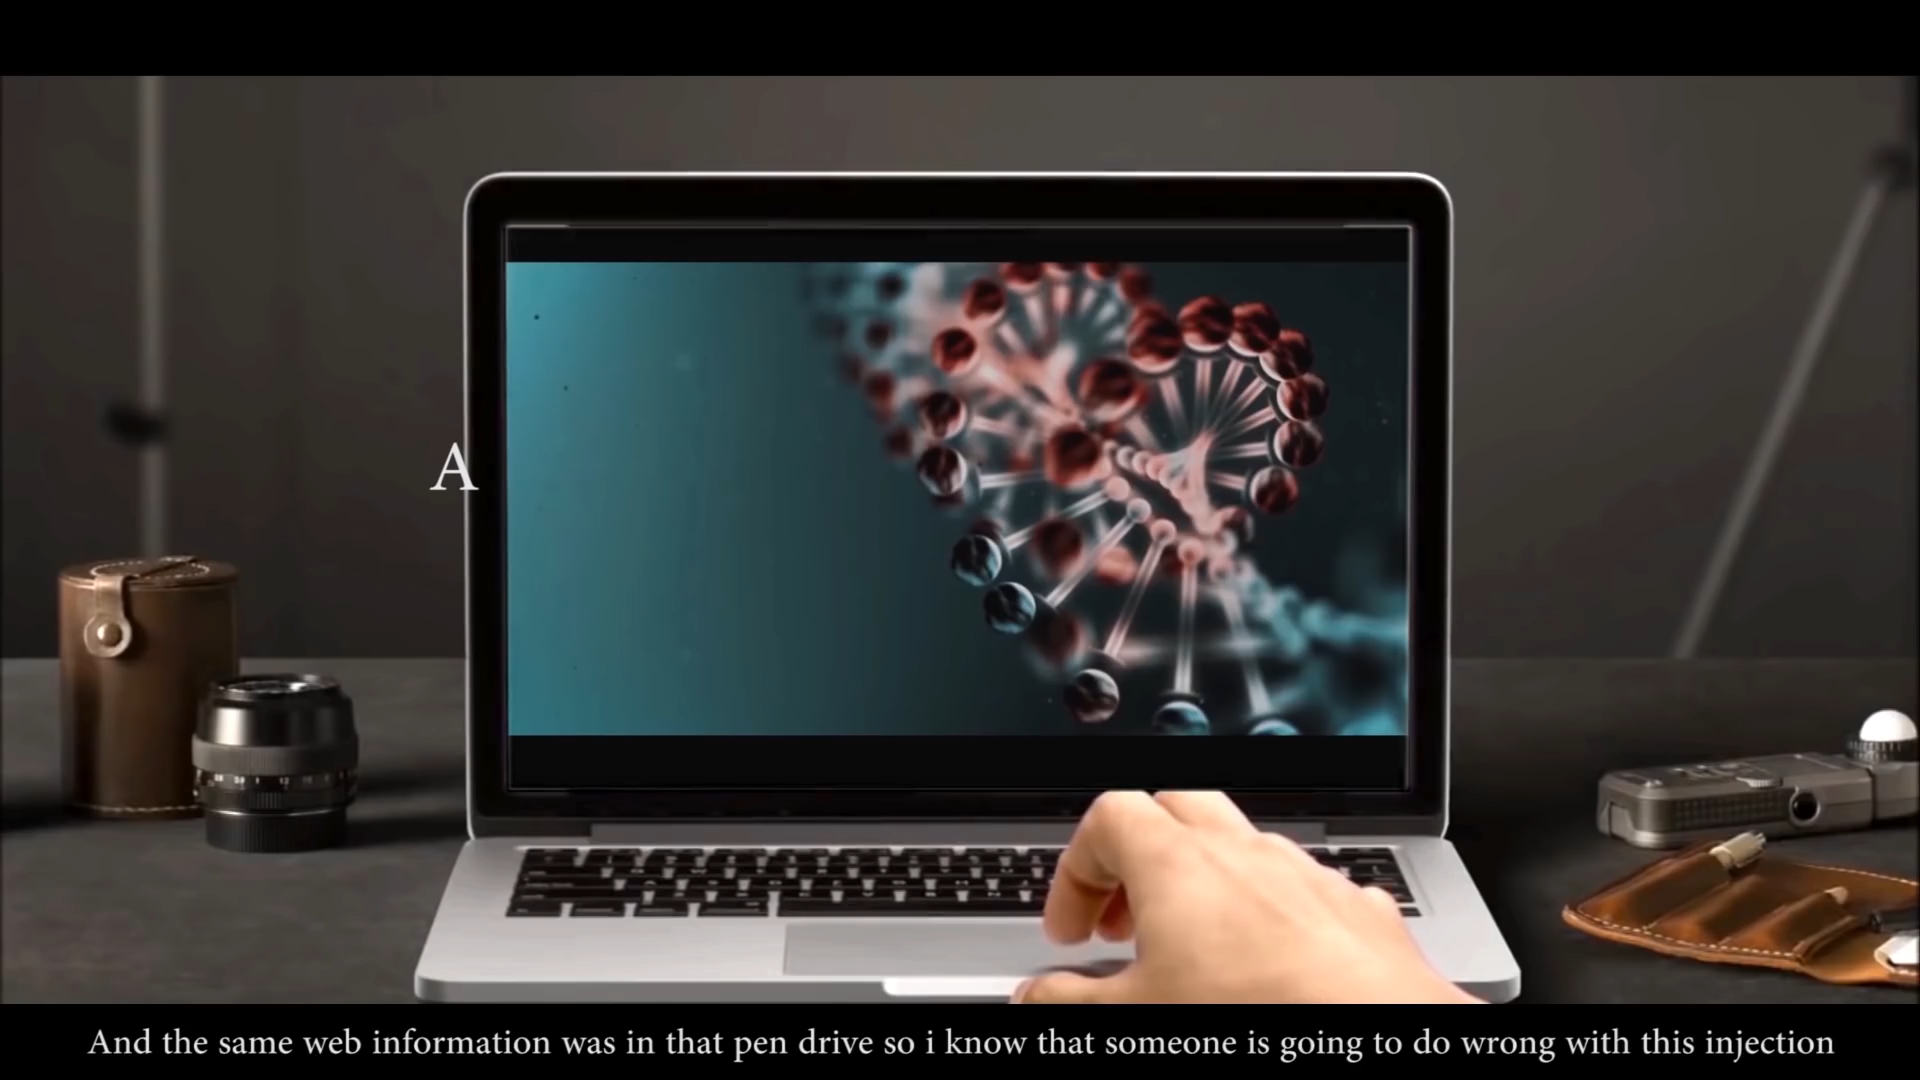 A
And the same web information was in that pen drive so i know that someone is going to do wrong with this injection